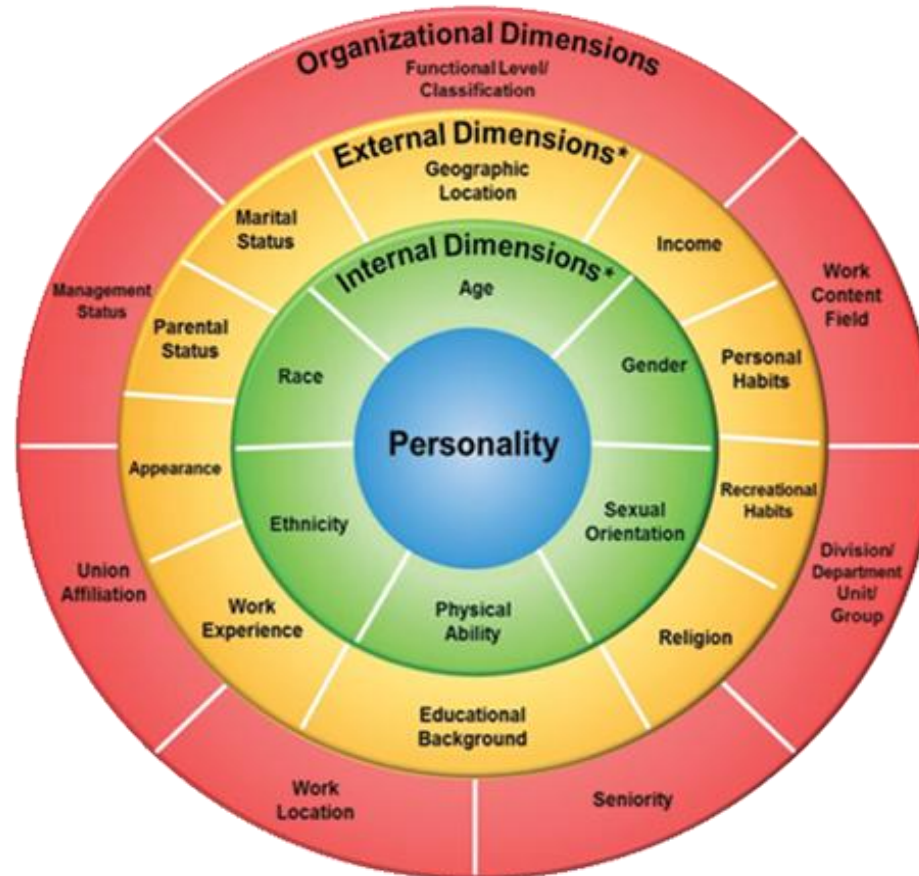 Organizational Dimensions
Functional Level/
Classification
External Dimensions*
Geographic
Location
Marital
Status
Income
Internal Dimensions*
Age
Management
Status
Work
Content
Field
Parental
Status
Personal
Habits
Race
Gender
Personality
Appearance
Recreational
Habits
Ethnicity
Sexual
Orientation
Union
Affiliation
Division/
Department
Unit/
Group
Work
Experience
Physical
Ability
Religion
Educational
Background
Work
Location
Seniority